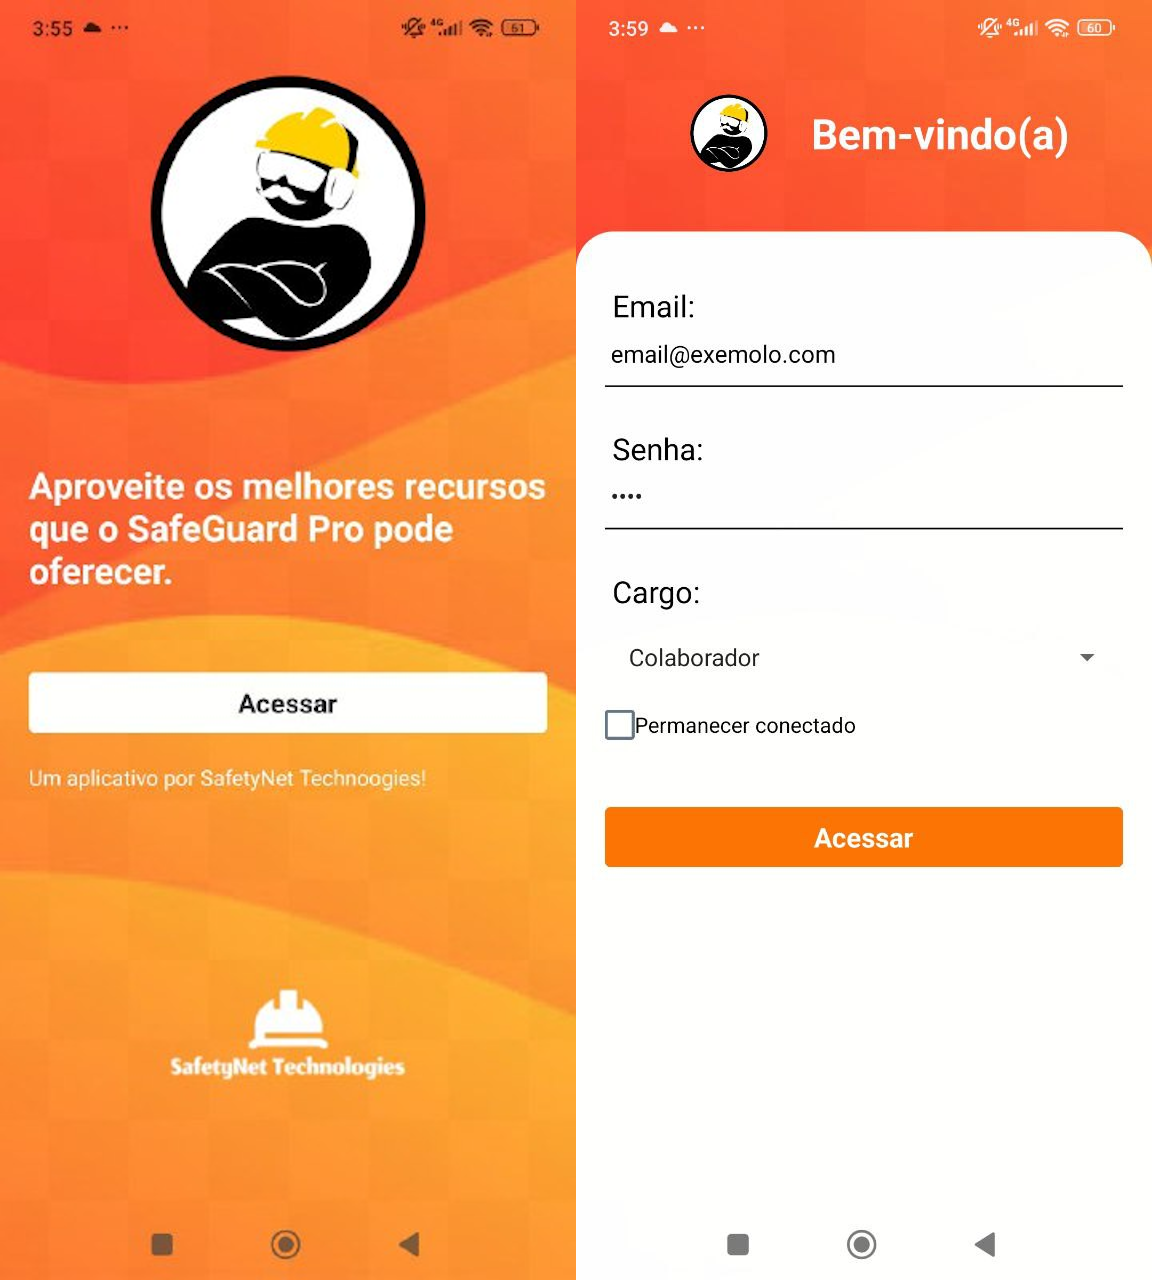 3:55 ...
4G
61
Aproveite os melhores recursos
que o SafeGuard Pro pode
oferecer.
Acessar
Um aplicativo por SafetyNet Technoogies!
SafetyNet Technologies
3:59 ...
4G
60
Bem-vindo(a)
Email:
email@exemolo.com
Senha:
••••
Cargo:
Colaborador
Permanecer conectado
Acessar